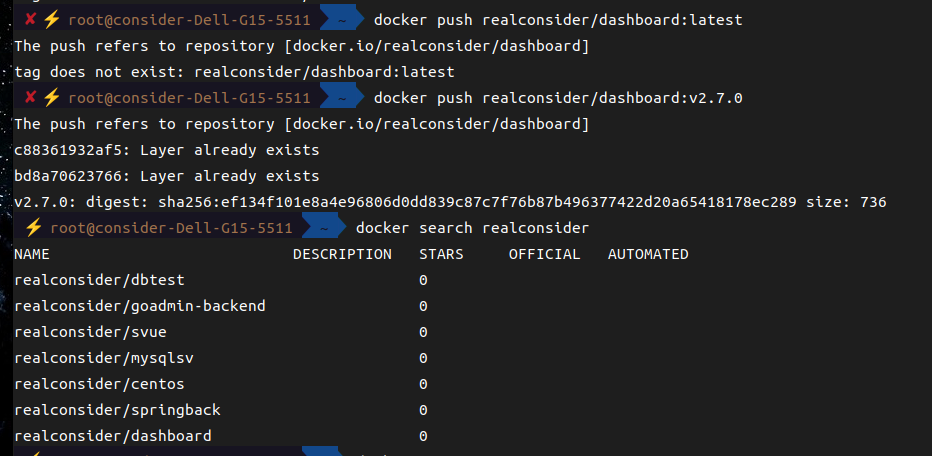 ✘ ⚡ root@consider-Dell-G15-5511 ~ docker push realconsider/dashboard:latest
The push refers to repository [docker.io/realconsider/dashboard]
tag does not exist: realconsider/dashboard:latest
✘ ⚡ root@consider-Dell-G15-5511 ~ docker push realconsider/dashboard:v2.7.0
The push refers to repository [docker.io/realconsider/dashboard]
c88361932af5: Layer already exists
bd8a70623766: Layer already exists
v2.7.0: digest: sha256:ef134f101e8a4e96806d0dd839c87c7f76b87b496377422d20a65418178ec289 size: 736
⚡ root@consider-Dell-G15-5511 ~ docker search realconsider
NAME DESCRIPTION STARS OFFICIAL AUTOMATED
realconsider/dbtest 0
realconsider/goadmin-backend 0
realconsider/svue 0
realconsider/mysqlsv 0
realconsider/centos 0
realconsider/springback 0
realconsider/dashboard 0